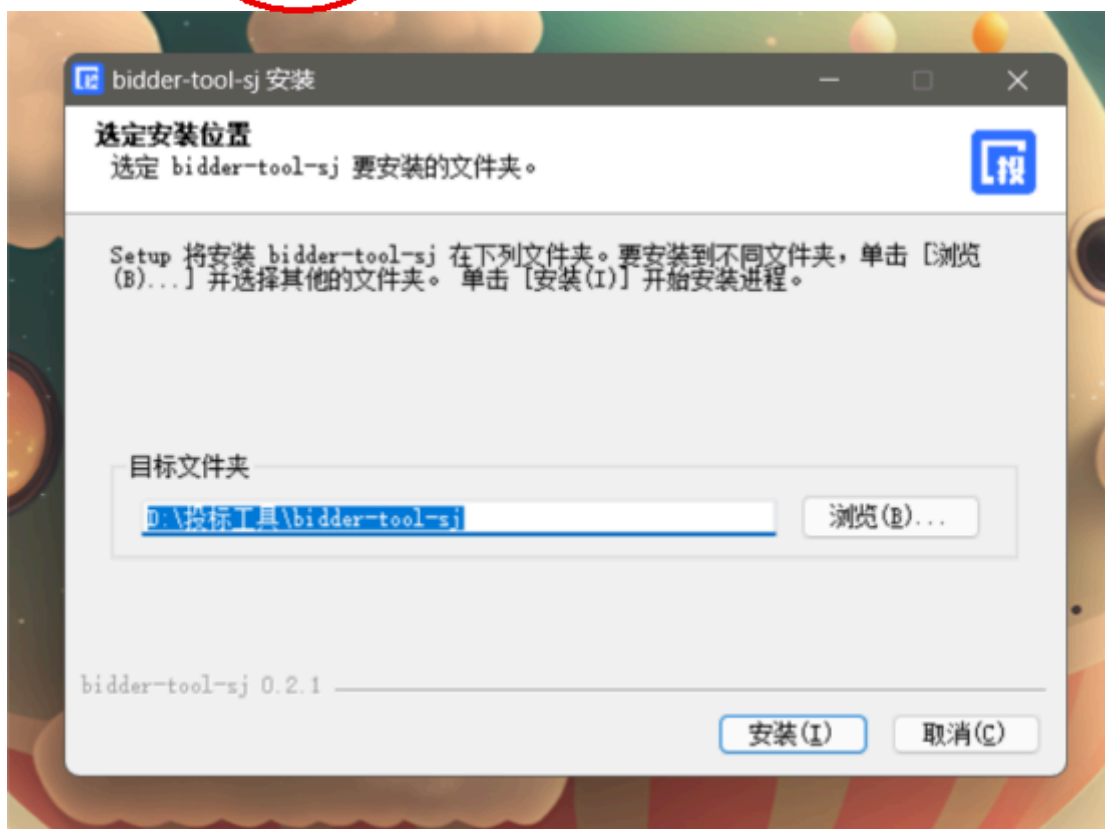 bidder-tool-sj 安装
选定安装位置
选定 bidder-tool-sj 要安装的文件夹。
投
Setup 将安装 bidder-tool-sj 在下列文件夹。要安装到不同文件夹，单击 [浏览
(B)...] 并选择其他的文件夹。 单击 [安装(I)] 开始安装进程。
目标文件夹
D:\投标工具\bidder-tool-sj
浏览(B)...
bidder-tool-sj 0.2.1
安装(I) 取消(C)